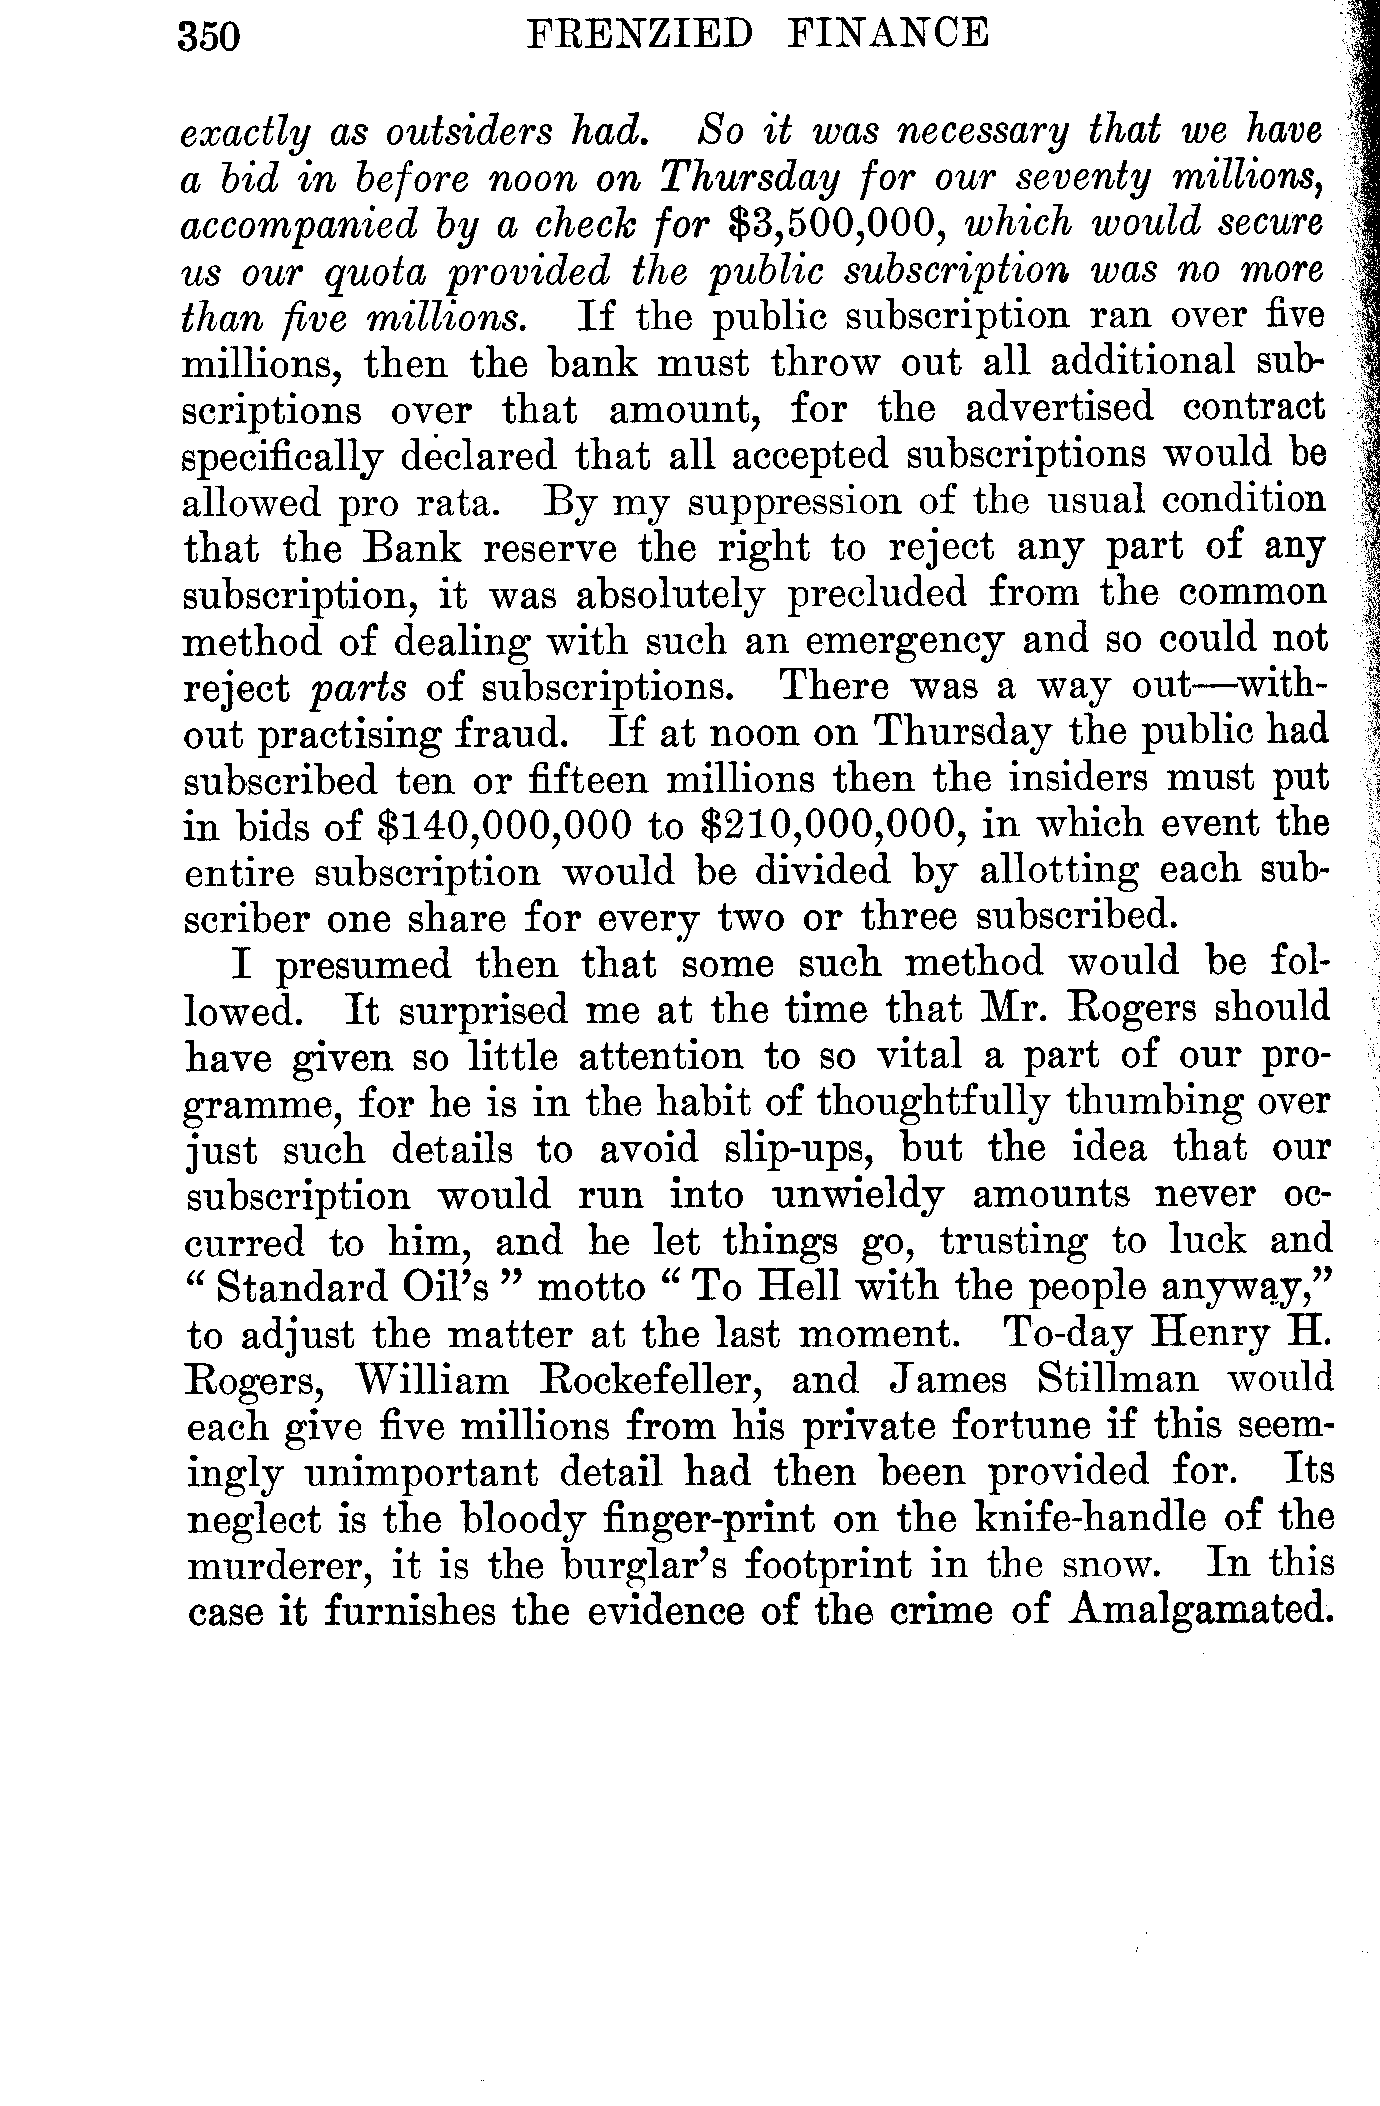 350 FRENZIED FINANCE
exactly as outsiders had. So it was necessary that we have
a bid in before noon on Thursday for our seventy millions,
accompanied by a check for $3,500,000, which would secure
us our quota provided the public subscription was no more
than five millions. If the public subscription ran over five
millions, then the bank must throw out all additional sub-
scriptions over that amount, for the advertised contract
specifically declared that all accepted subscriptions would be
allowed pro rata. By my suppression of the usual condition
that the Bank reserve the right to reject any part of any
subscription, it was absolutely precluded from the common
method of dealing with such an emergency and so could not
reject parts of subscriptions. There was a way out—with-
out practising fraud. If at noon on Thursday the public had
subscribed ten or fifteen millions then the insiders must put
in bids of $140,000,000 to $210,000,000, in which event the
entire subscription would be divided by allotting each sub-
scriber one share for every two or three subscribed.
I presumed then that some such method would be fol-
lowed. It surprised me at the time that Mr. Rogers should
have given so little attention to so vital a part of our pro-
gramme, for he is in the habit of thoughtfully thumbing over
just such details to avoid slip-ups, but the idea that our
subscription would run into unwieldy amounts never oc-
curred to him, and he let things go, trusting to luck and
“ Standard Oil’s ” motto “ To Hell with the people anyway,”
to adjust the matter at the last moment. To-day Henry H.
Rogers, William Rockefeller, and James Stillman would
each give five millions from his private fortune if this seem-
ingly unimportant detail had then been provided for. Its
neglect is the bloody finger-print on the knife-handle of the
murderer, it is the burglar’s footprint in the snow. In this
case it furnishes the evidence of the crime of Amalgamated.